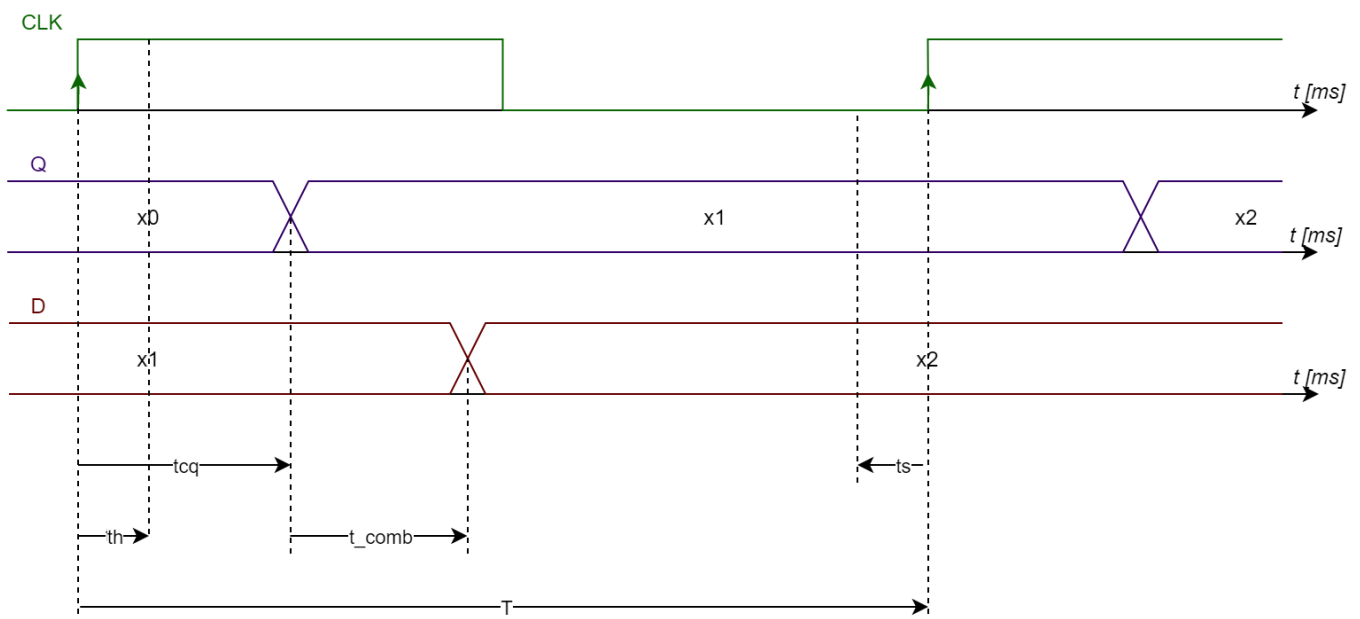 CLK
t [ms]
Q
x0
x1
x2
t [ms]
D
x1
x2
t [ms]
tcq
ts
th
t_comb
T